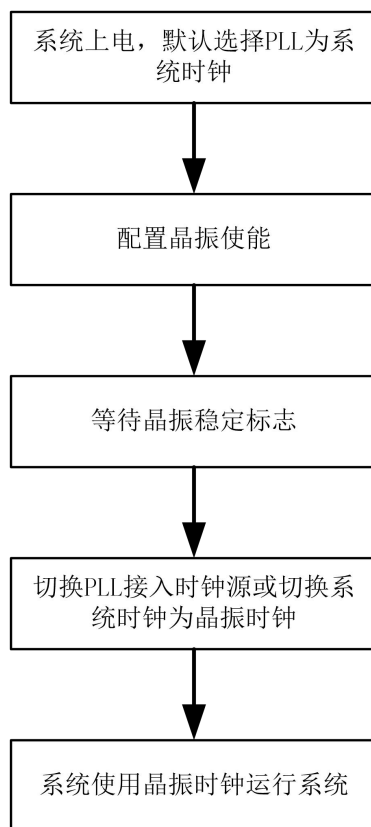 系统上电，默认选择PLL为系
统时钟
配置晶振使能
等待晶振稳定标志
切换PLL接入时钟源或切换系
统时钟为晶振时钟
系统使用晶振时钟运行系统